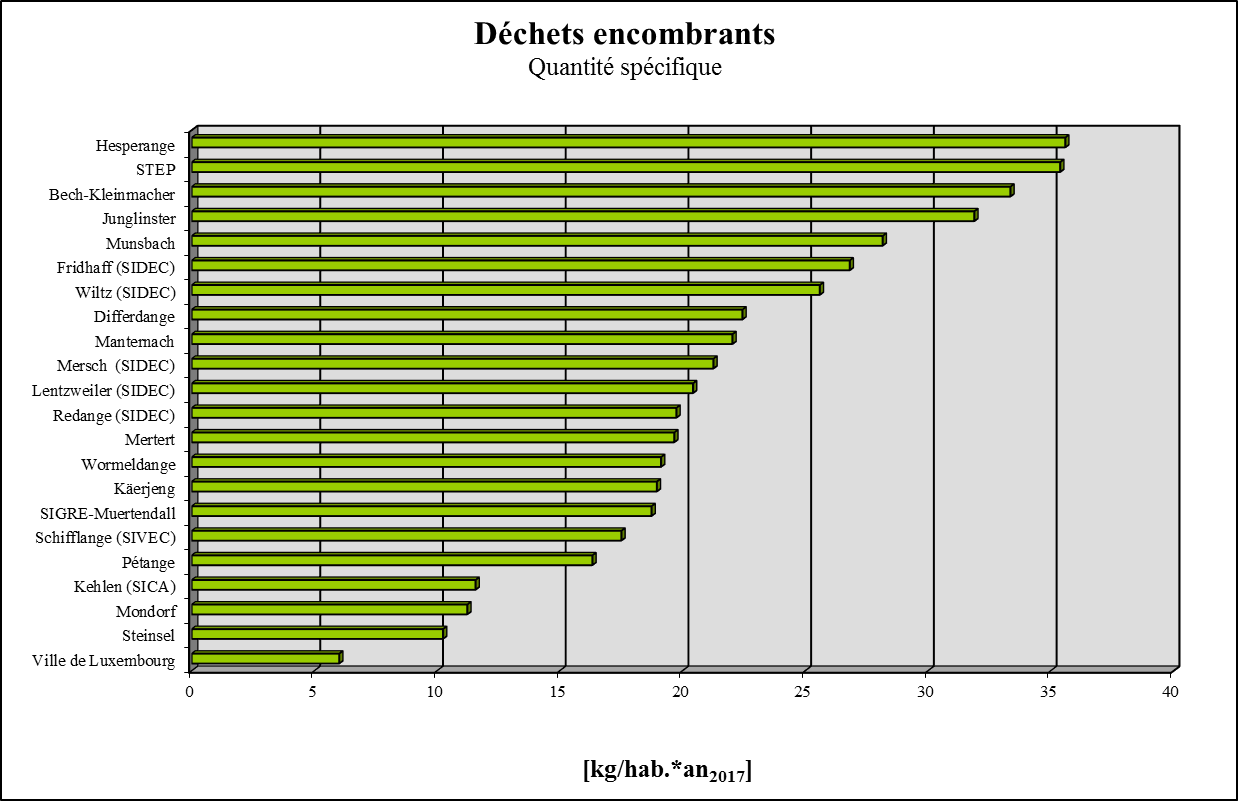 Déchets encombrants
Quantité spécifique
Hesperange
STEP
Bech-Kleinmacher
Junglinster
Munsbach
Fridhaff (SIDEC)
Wiltz (SIDEC)
Differdange
Manternach
Mersch  (SIDEC)
Lentzweiler (SIDEC)
Redange (SIDEC)
Mertert
Wormeldange
Käerjeng
SIGRE-Muertendall
Schifflange (SIVEC)
Pétange
Kehlen (SICA)
Mondorf
Steinsel
Ville de Luxembourg
0 5 10 15 20 25 30 35 40
[kg/hab.*an2017]